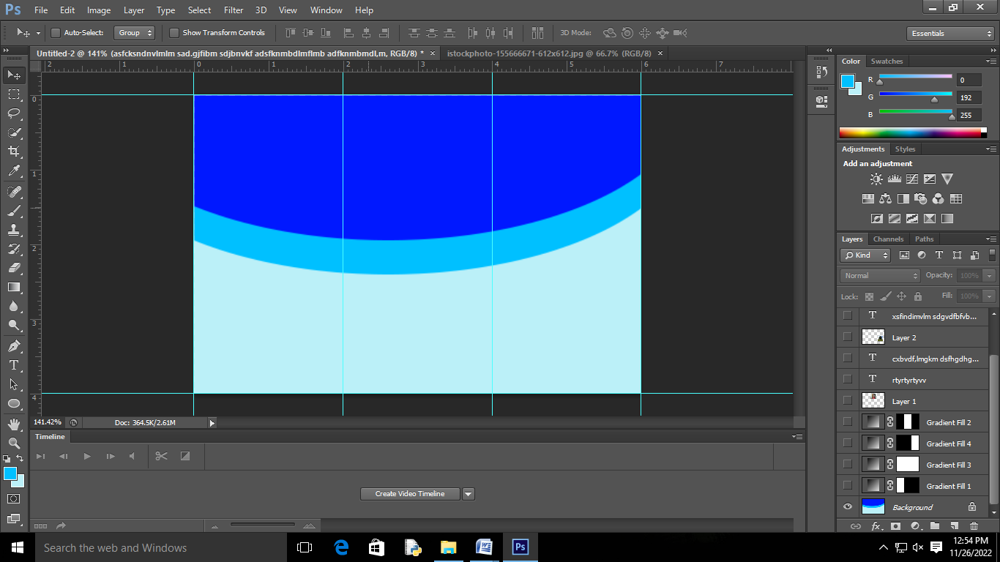 Ps File Edit Image Layer Type Select Filter 3D View Window Help
Auto-Select: Group Show Transform Controls 3D Mode: Essentials
Untitled-2 @ 141% (asfcksndnvlmlm sad.gjfibm sdjbnvkf adsfknmbdlmflmb adfknmbmdl,m, RGB/8) * × istockphoto-155666671-612x612.jpg @ 66.7% (RGB/8) ×
2 1 0 1 2 3 4 5 6 7
0
1
2
3
4
Color Swatches
R 0
G 192
B 255
Adjustments Styles
Add an adjustment
Layers Channels Paths
Kind
Normal Opacity: 100%
Lock: Fill: 100%
T xsfindimvlm sdgvdfbfvb...
Layer 2
T cxbvdf,lmgkm dsfhgdhg...
T rtyrtyrtyvv
Layer 1
Gradient Fill 2
Gradient Fill 4
Gradient Fill 3
Gradient Fill 1
Background
fx
141.42% Doc: 364.5K/2.61M
Timeline
Create Video Timeline
Search the web and Windows
12:54 PM
11/26/2022